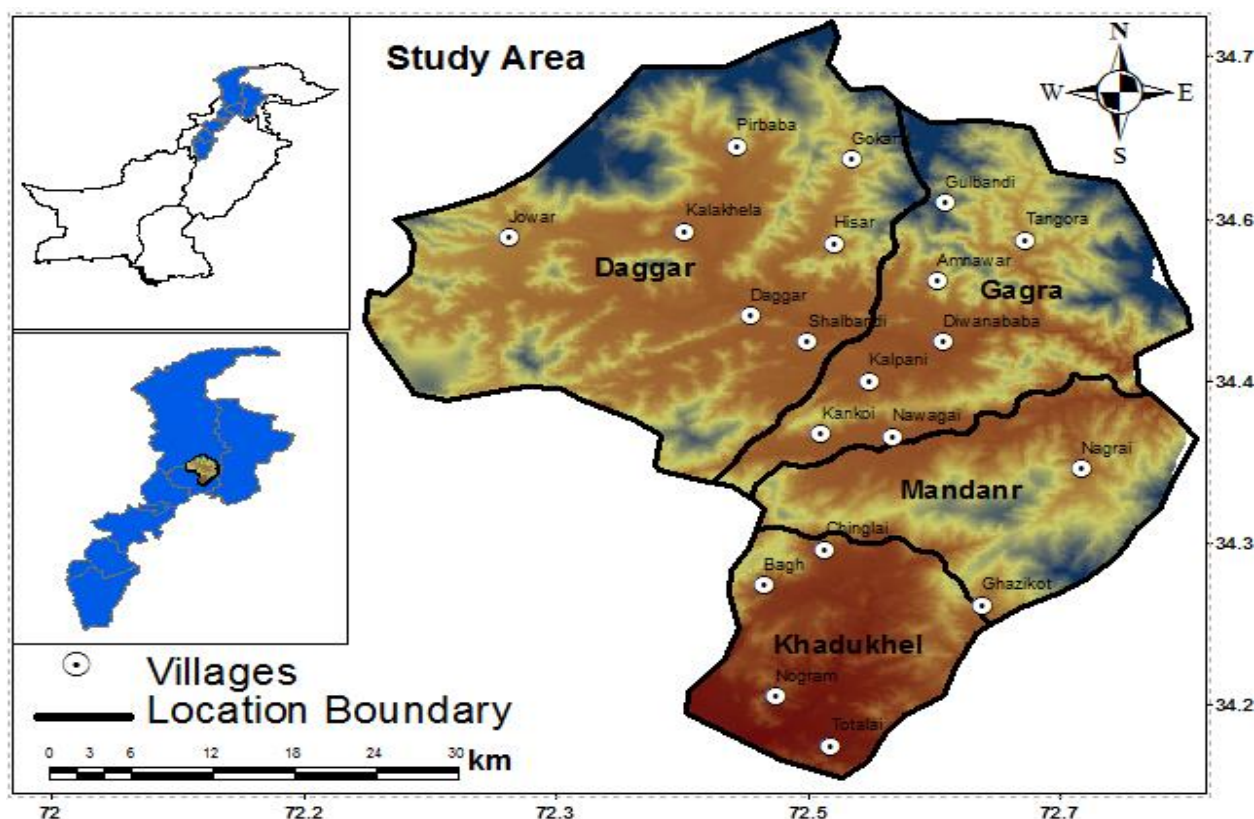 Study Area
N
W E
S
34.7
34.6
34.4
34.3
34.2
Pirbaba
Gokand
Gulbandi
Jowar
Kalakhela
Hisar
Tangora
Daggar
Amnawar
Gagra
Daggar
Shalbandi
Diwanababa
Kalpani
Kankoi
Nawagai
Nagrai
Mandanr
Chinglai
Bagh
Ghazikot
Khadukhel
Nogram
Totalai
Villages
Location Boundary
0 3 6 12 18 24 30 km
72 72.2 72.3 72.5 72.7